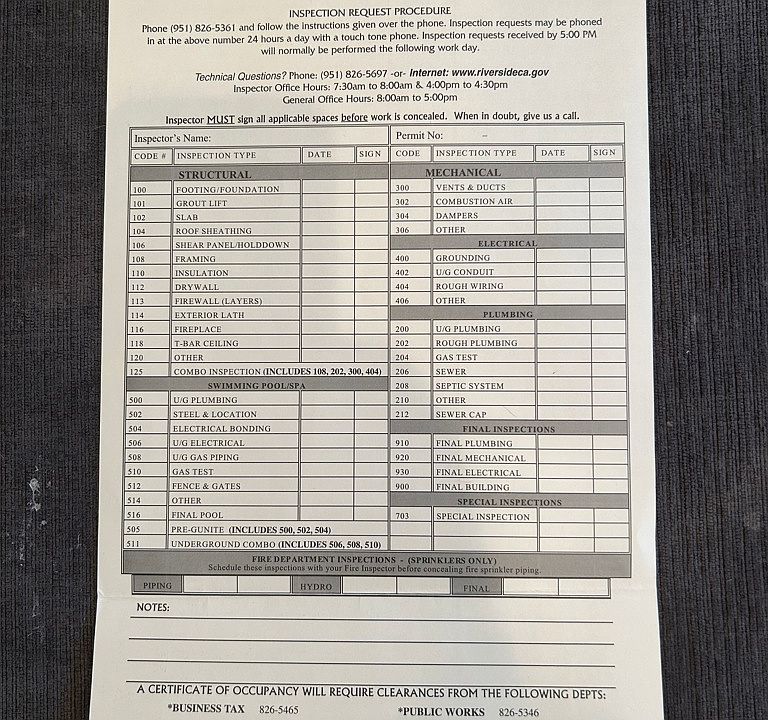 INSPECTION REQUEST PROCEDURE
Phone (951) 826-5361 and follow the instructions given over the phone. Inspection requests may be phoned
in at the above number 24 hours a day with a touch tone phone. Inspection requests received by 5:00 PM
will normally be performed the following work day.
Technical Questions? Phone: (951) 826-5697 -or- Internet: www.riversideca.gov
Inspector Office Hours: 7:30am to 8:00am & 4:00pm to 4:30pm
General Office Hours: 8:00am to 5:00pm
Inspector MUST sign all applicable spaces before work is concealed. When in doubt, give us a call.
Inspector's Name: Permit No: –
CODE # INSPECTION TYPE DATE SIGN CODE INSPECTION TYPE DATE SIGN
STRUCTURAL MECHANICAL
100 FOOTING/FOUNDATION 300 VENTS & DUCTS
101 GROUT LIFT 302 COMBUSTION AIR
102 SLAB 304 DAMPERS
104 ROOF SHEATHING 306 OTHER
106 SHEAR PANEL/HOLDDOWN ELECTRICAL
108 FRAMING 400 GROUNDING
110 INSULATION 402 U/G CONDUIT
112 DRYWALL 404 ROUGH WIRING
113 FIREWALL (LAYERS) 406 OTHER
114 EXTERIOR LATH PLUMBING
116 FIREPLACE 200 U/G PLUMBING
118 T-BAR CEILING 202 ROUGH PLUMBING
120 OTHER 204 GAS TEST
125 COMBO INSPECTION (INCLUDES 108, 202, 300, 404) 206 SEWER
SWIMMING POOL/SPA 208 SEPTIC SYSTEM
500 U/G PLUMBING 210 OTHER
502 STEEL & LOCATION 212 SEWER CAP
504 ELECTRICAL BONDING FINAL INSPECTIONS
506 U/G ELECTRICAL 910 FINAL PLUMBING
508 U/G GAS PIPING 920 FINAL MECHANICAL
510 GAS TEST 930 FINAL ELECTRICAL
512 FENCE & GATES 900 FINAL BUILDING
514 OTHER SPECIAL INSPECTIONS
516 FINAL POOL 703 SPECIAL INSPECTION
505 PRE-GUNITE (INCLUDES 500, 502, 504)
511 UNDERGROUND COMBO (INCLUDES 506, 508, 510)
FIRE DEPARTMENT INSPECTIONS - (SPRINKLERS ONLY)
Schedule these inspections with your Fire Inspector before concealing fire sprinkler piping.
PIPING HYDRO FINAL
NOTES:
A CERTIFICATE OF OCCUPANCY WILL REQUIRE CLEARANCES FROM THE FOLLOWING DEPTS:
*BUSINESS TAX 826-5465 *PUBLIC WORKS 826-5346